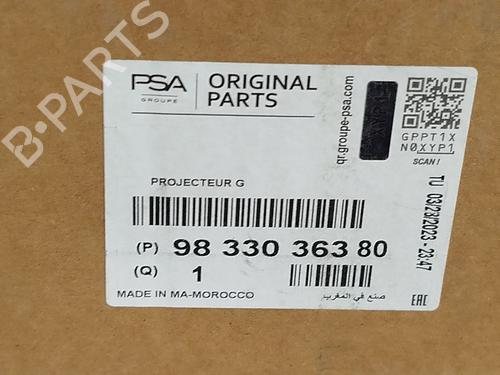 B-PARTS
PSA
GROUPE
ORIGINAL
PARTS
qr.groupe-psa.com
GPPT1X
N0XYP1
SCAN!
TU 03/28/2023 - 23:47
PROJECTEUR G
(P) 98 330 363 80
(Q) 1
MADE IN MA-MOROCCO
صنع في المغرب
EAC